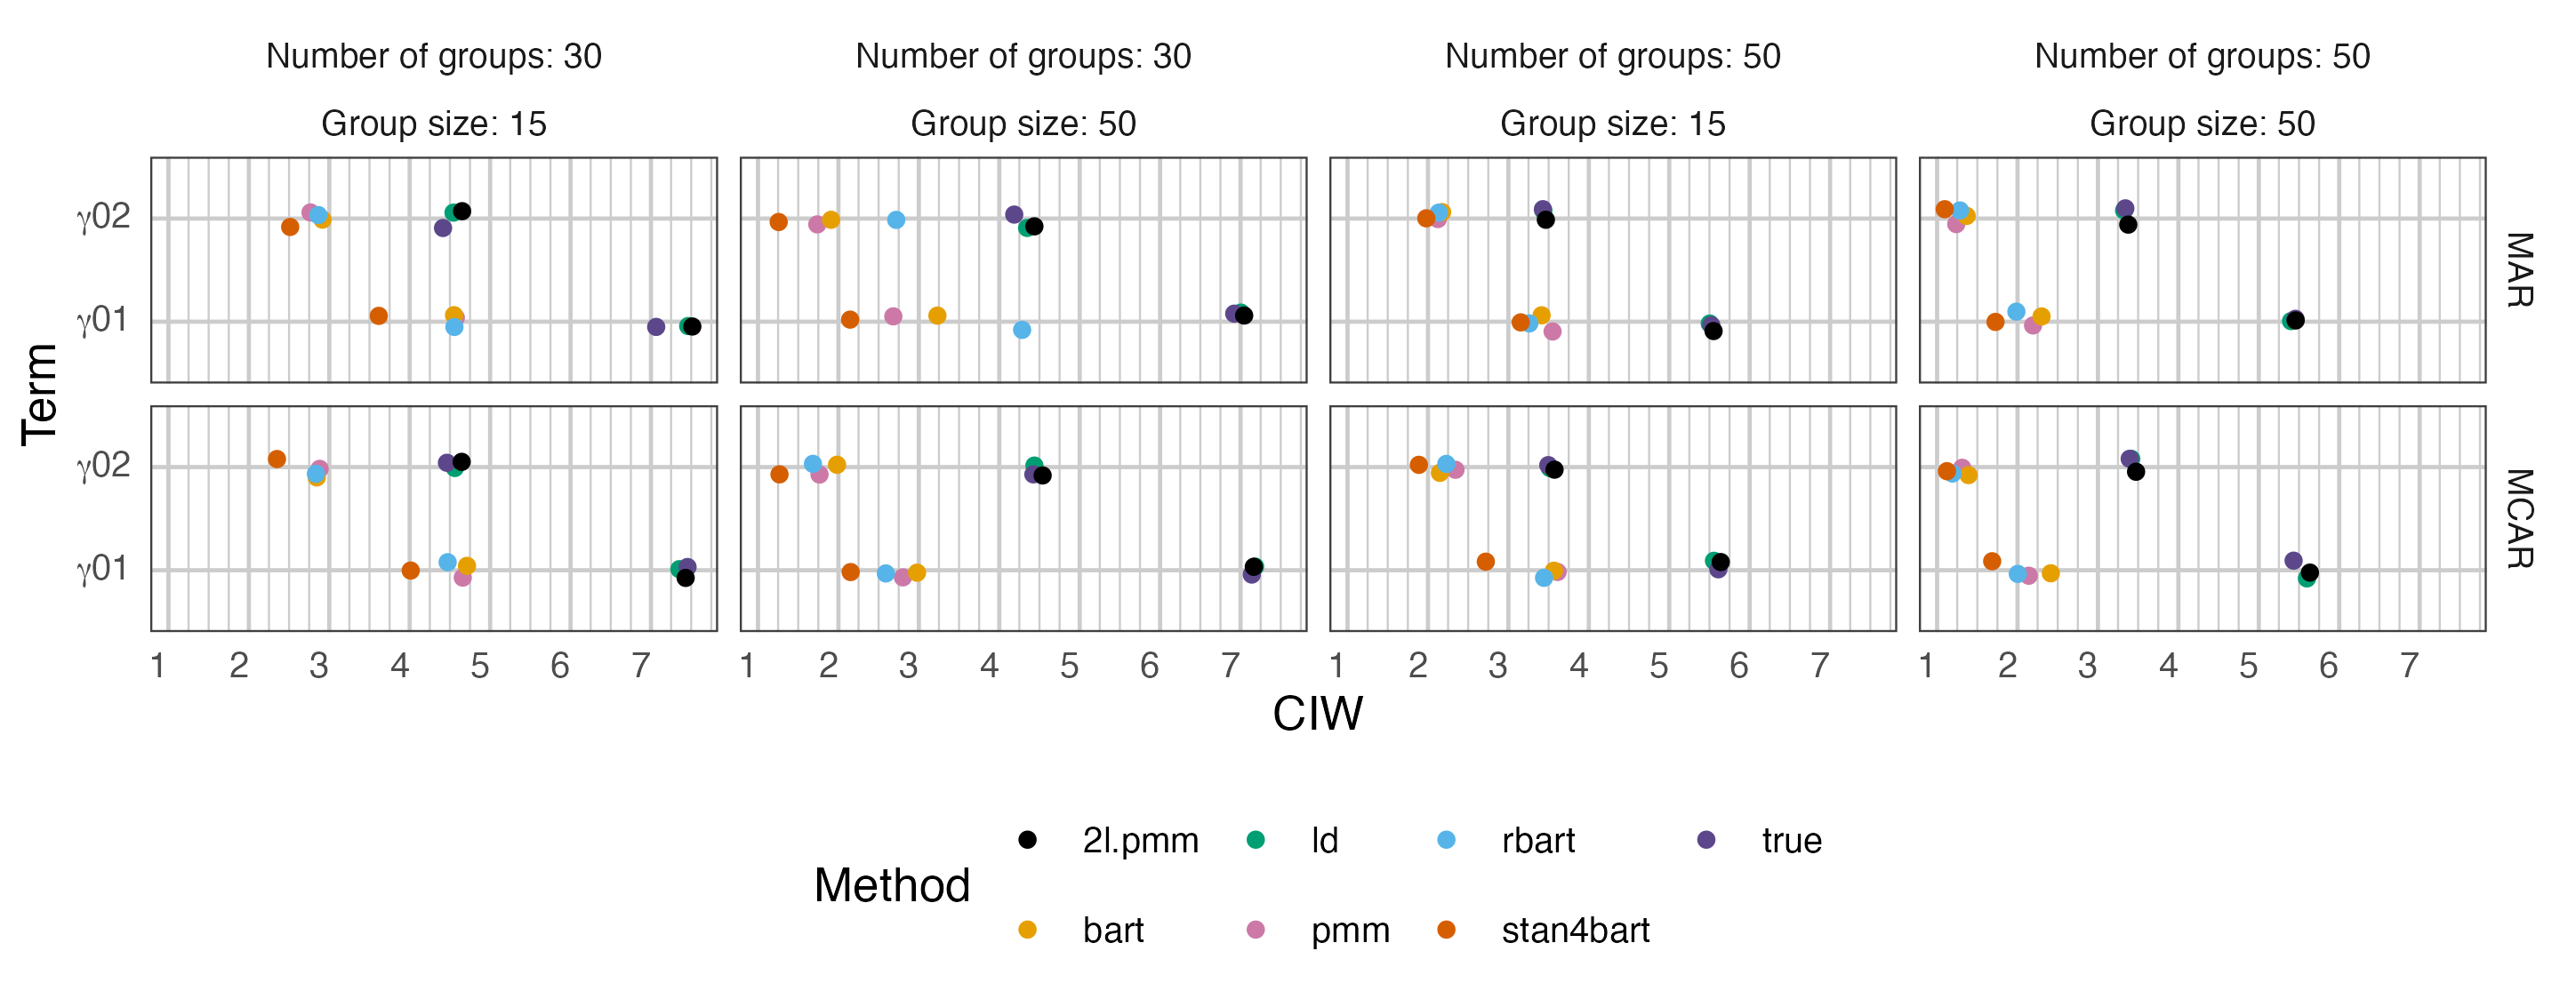 Number of groups: 30 Number of groups: 30 Number of groups: 50 Number of groups: 50
Group size: 15 Group size: 50 Group size: 15 Group size: 50
γ02
γ01
MAR
Term
γ02
γ01
MCAR
1 2 3 4 5 6 7 1 2 3 4 5 6 7 1 2 3 4 5 6 7 1 2 3 4 5 6 7
CIW
Method
2l.pmm ld rbart true
bart pmm stan4bart